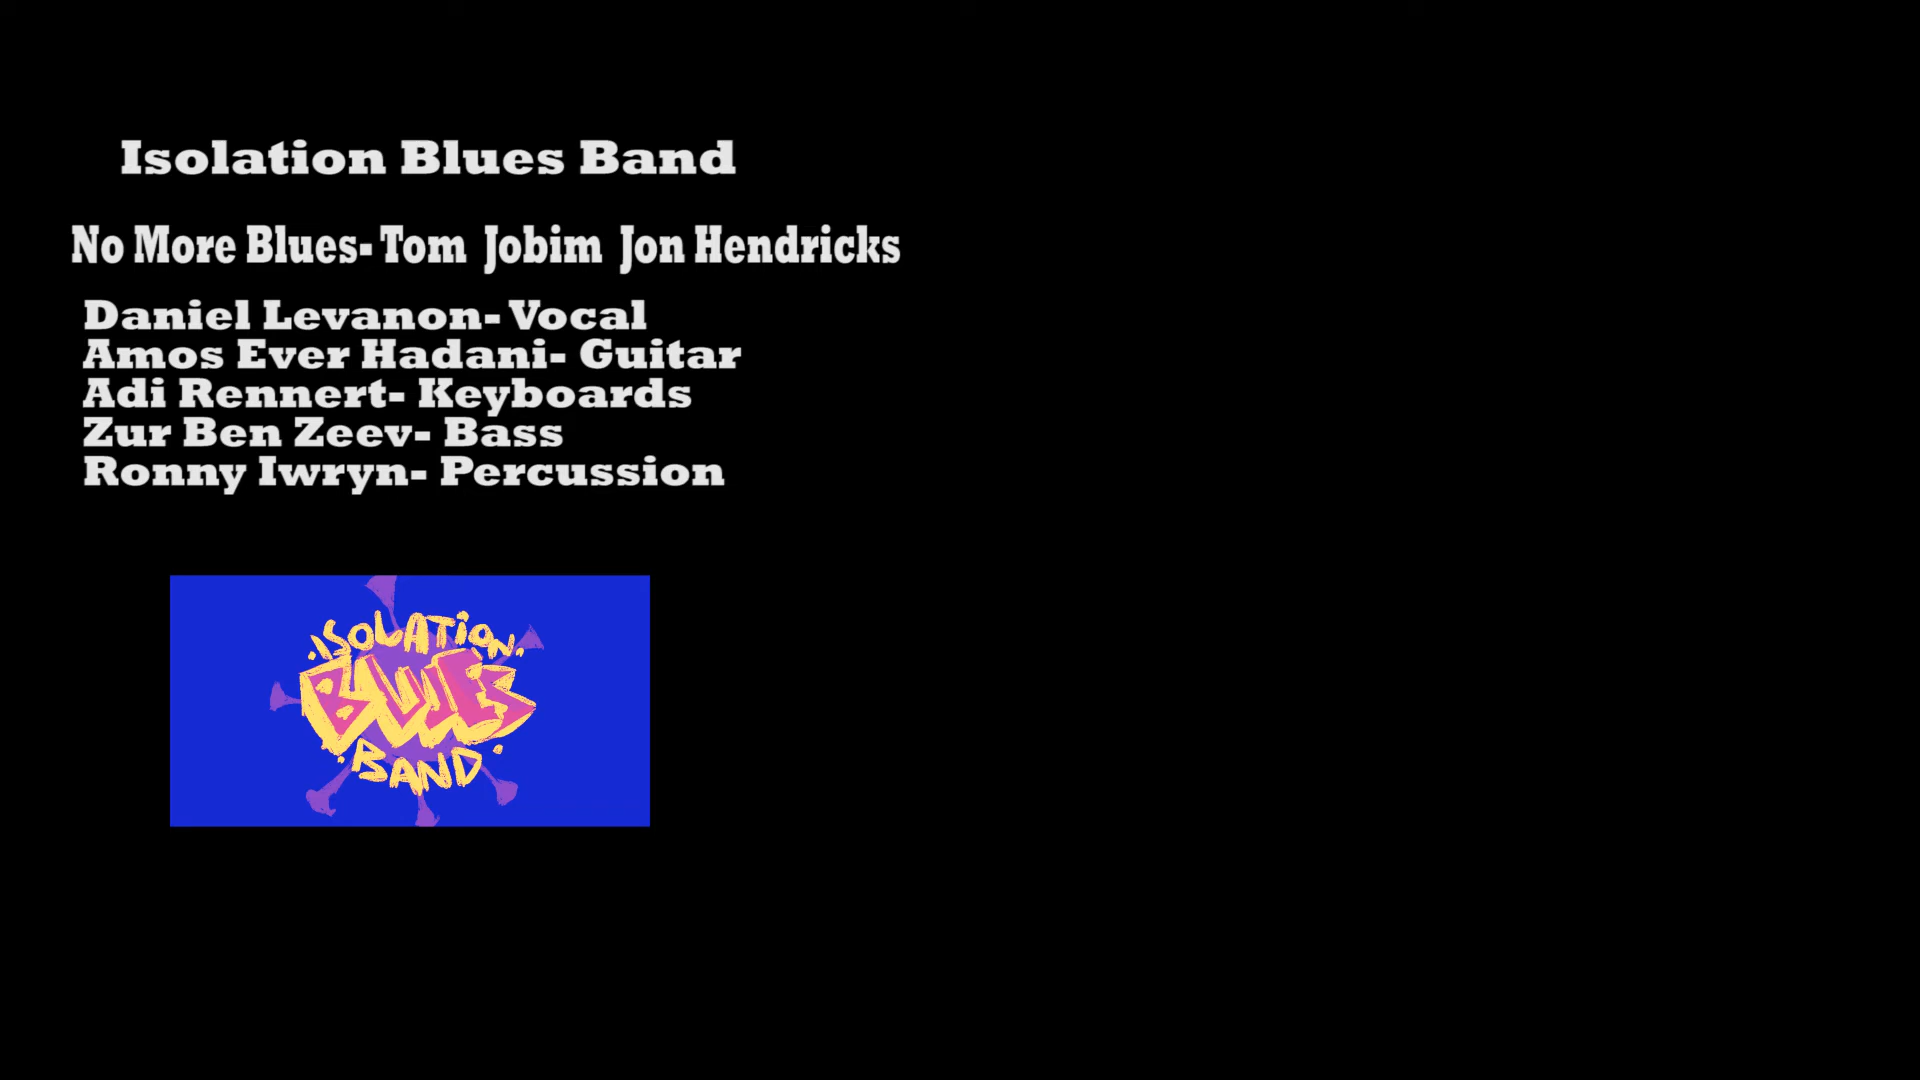 Isolation Blues Band
No More Blues- Tom Jobim Jon Hendricks
Daniel Levanon- Vocal
Amos Ever Hadani- Guitar
Adi Rennert- Keyboards
Zur Ben Zeev- Bass
Ronny Iwryn- Percussion
ISOLATION
BLUES
BAND